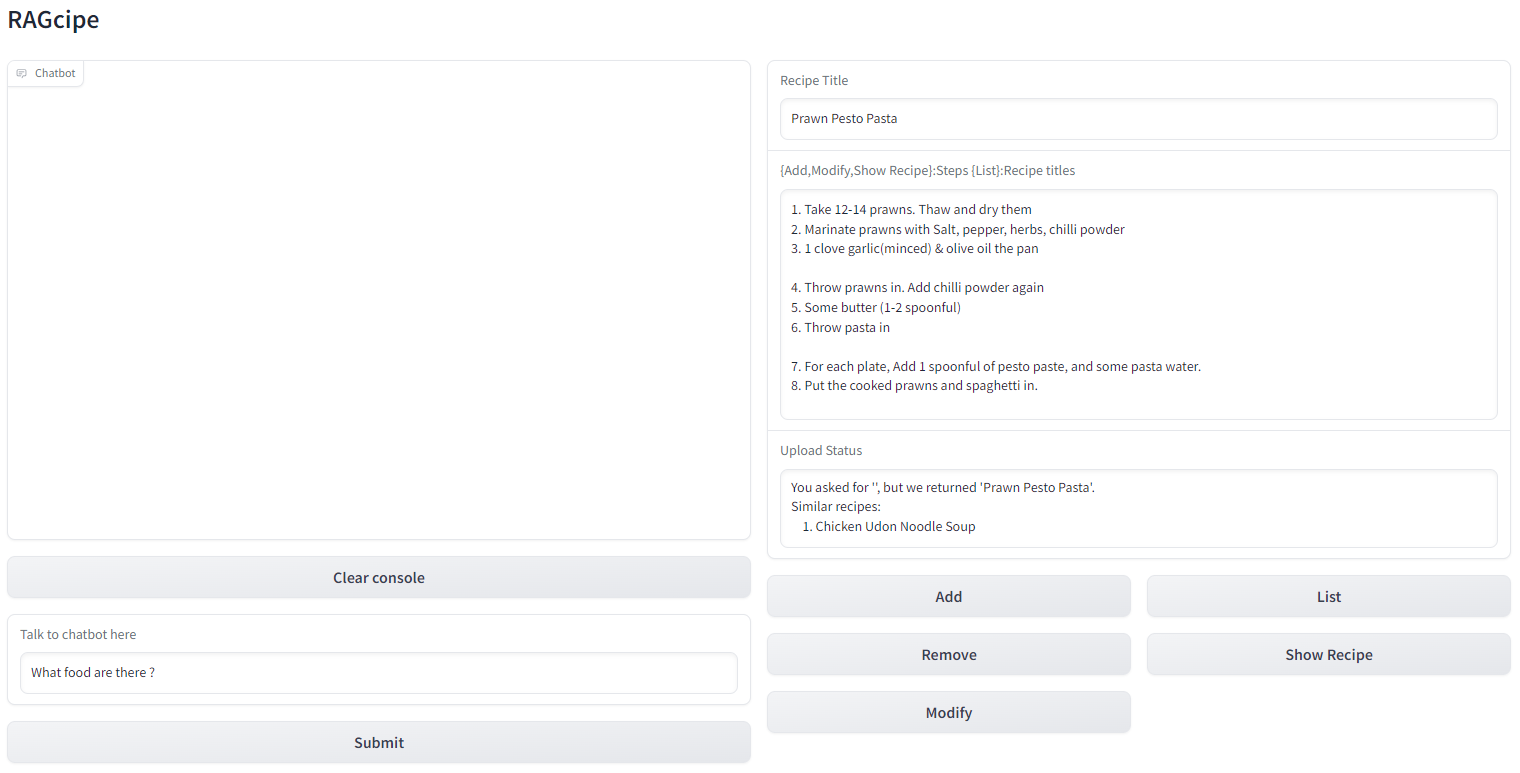 RAGcipe
Chatbot
Clear console
Talk to chatbot here
What food are there ?
Submit
Recipe Title
Prawn Pesto Pasta
{Add,Modify,Show Recipe}:Steps {List}:Recipe titles
1. Take 12-14 prawns. Thaw and dry them
2. Marinate prawns with Salt, pepper, herbs, chilli powder
3. 1 clove garlic(minced) & olive oil the pan
4. Throw prawns in. Add chilli powder again
5. Some butter (1-2 spoonful)
6. Throw pasta in
7. For each plate, Add 1 spoonful of pesto paste, and some pasta water.
8. Put the cooked prawns and spaghetti in.
Upload Status
You asked for '', but we returned 'Prawn Pesto Pasta'.
Similar recipes:
1. Chicken Udon Noodle Soup
Add
List
Remove
Show Recipe
Modify